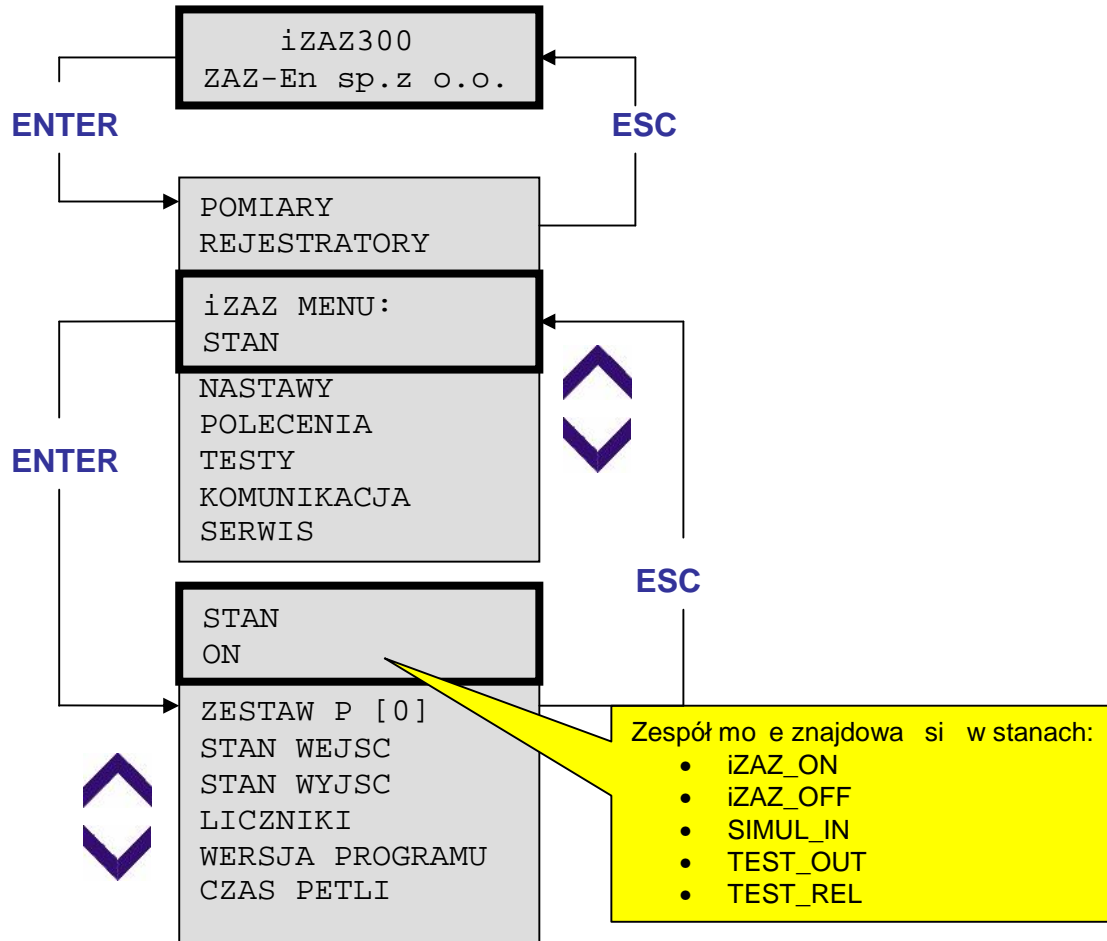 iZAZ300
ZAZ-En sp.z o.o.
ENTER
ESC
POMIARY
REJESTRATORY
iZAZ MENU:
STAN
NASTAWY
POLECENIA
TESTY
KOMUNIKACJA
SERWIS
ENTER
ESC
STAN
ON
ZESTAW P [0]
STAN WEJSC
STAN WYJSC
LICZNIKI
WERSJA PROGRAMU
CZAS PETLI
Zespół mo e znajdowa si w stanach:
• iZAZ_ON
• iZAZ_OFF
• SIMUL_IN
• TEST_OUT
• TEST_REL